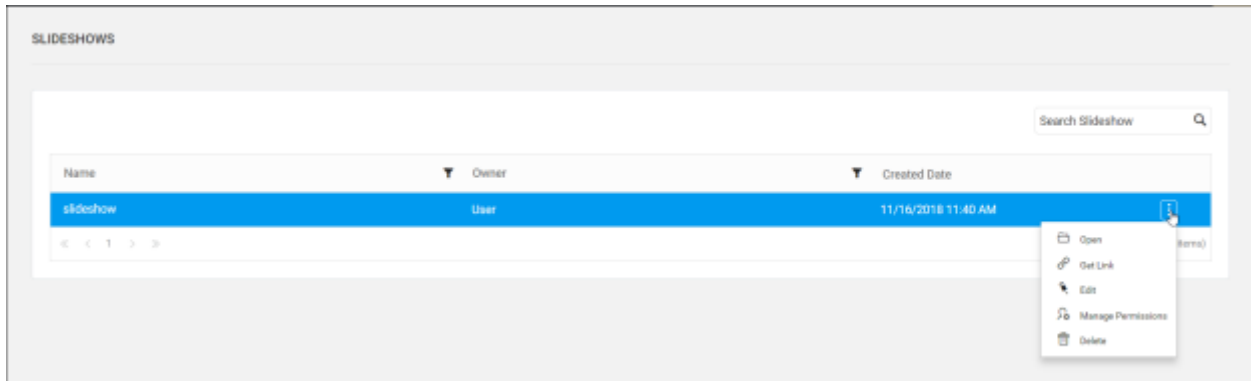 SLIDESHOWS
Search Slideshow
Name Owner Created Date
slideshow User 11/16/2018 11:40 AM
« < 1 > » items)
Open
Get Link
Edit
Manage Permissions
Delete